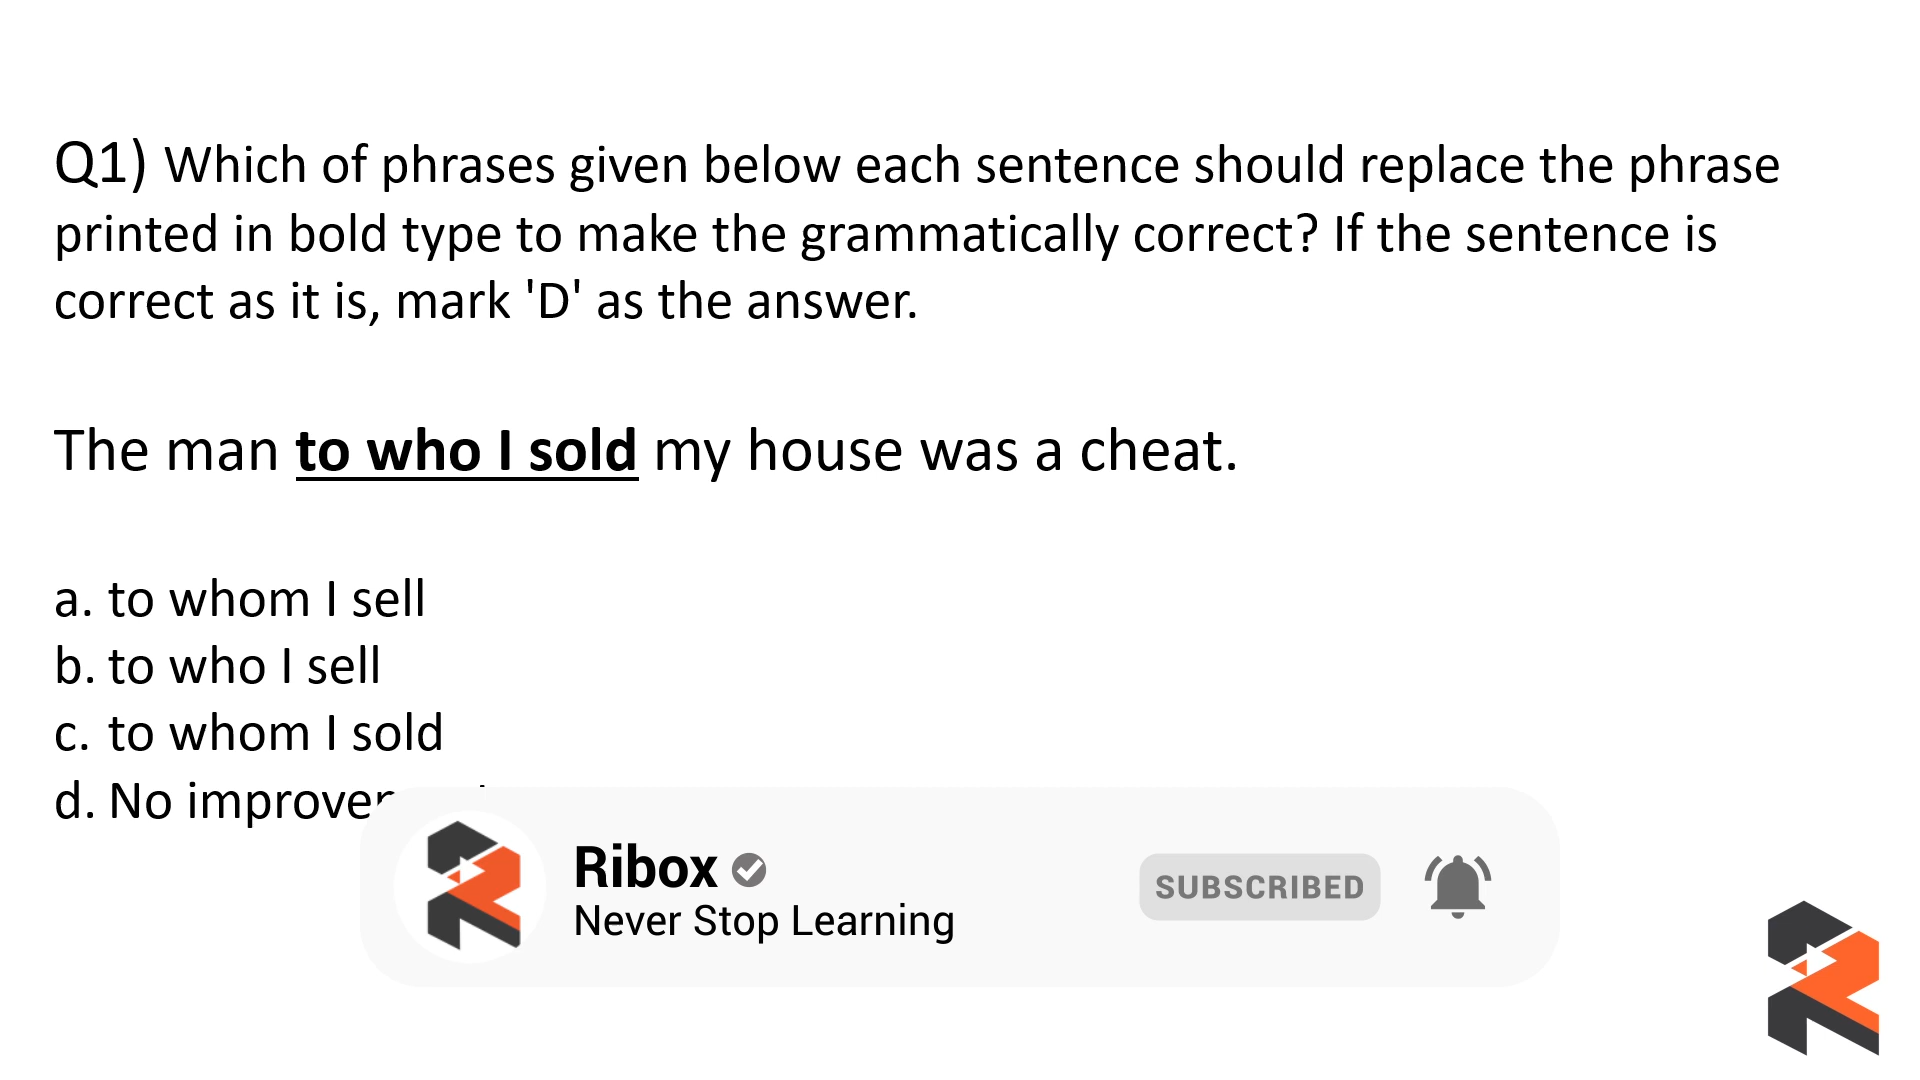 Q1) Which of phrases given below each sentence should replace the phrase
printed in bold type to make the grammatically correct? If the sentence is
correct as it is, mark 'D' as the answer.
The man to who I sold my house was a cheat.
a. to whom I sell
b. to who I sell
c. to whom I sold
d. No
Ribox
Never Stop Learning
SUBSCRIBED